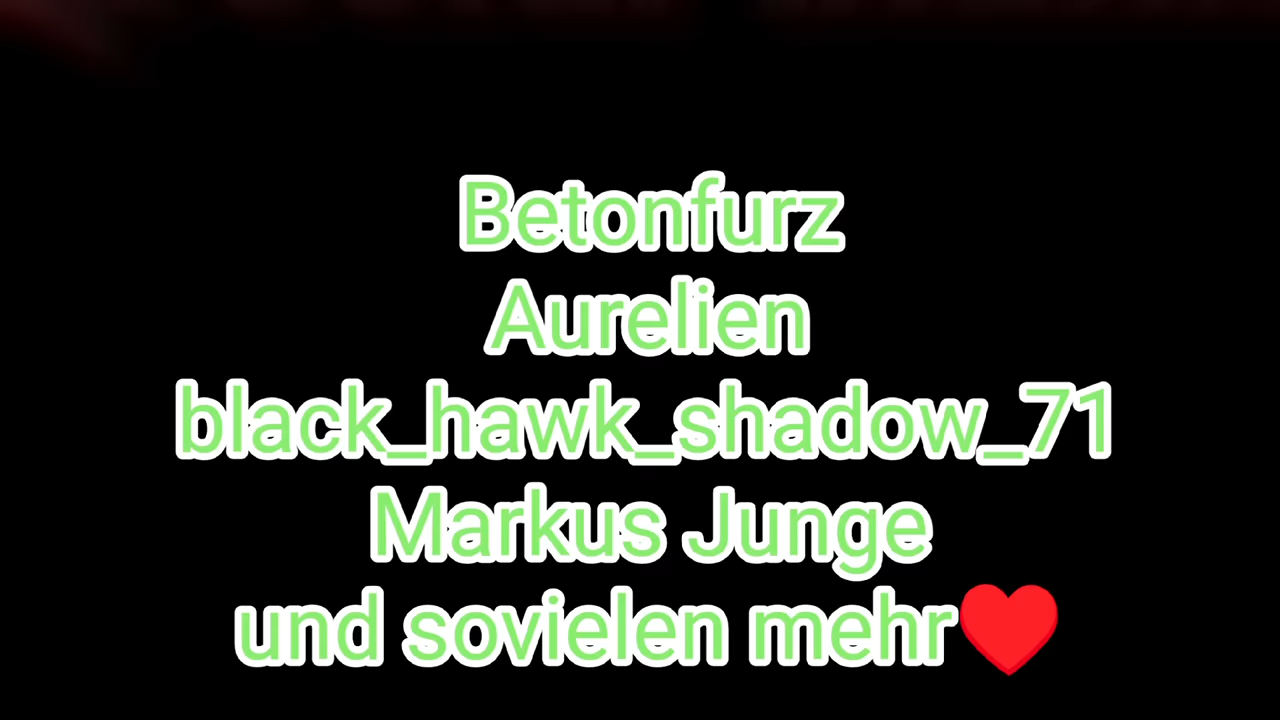 Betonfurz
Aurelien
black_hawk_shadow_71
Markus Junge
und sovielen mehr❤️